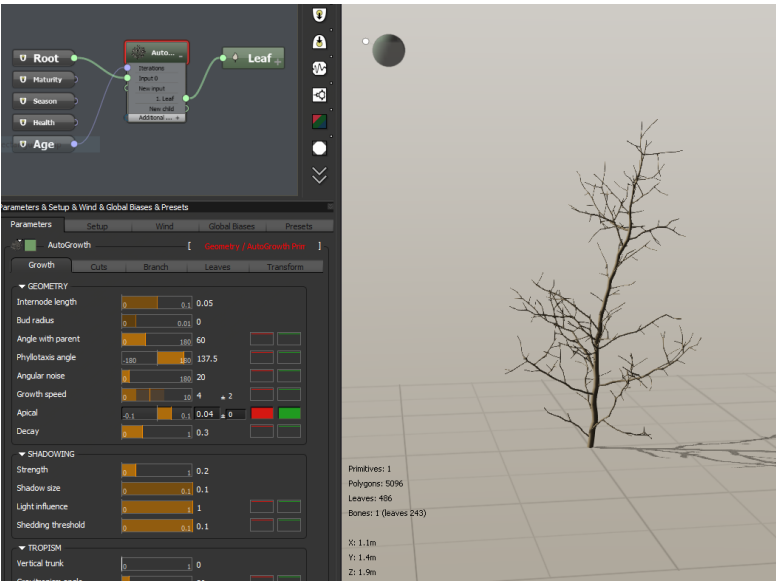 Root
Maturity
Season
Health
Age
Auto...
Iterations
Input 0
New input
1. Leaf
New child
Additional ... +
Leaf
Parameters & Setup & Wind & Global Biases & Presets
Parameters Setup Wind Global Biases Presets
AutoGrowth [ Geometry / AutoGrowth Pro ]
Growth Cuts Branch Leaves Transform
GEOMETRY
Internode length 0 0.1 0.05
Bud radius 0 0.01 0
Angle with parent 0 180 60
Phyllotaxis angle -180 180 137.5
Angular noise 0 180 20
Growth speed 0 10 4 ± 2
Apical -0.1 0.1 0.04 ± 0
Decay 0 1 0.3
SHADOWING
Strength 0 1 0.2
Shadow size 0 0.1 0.1
Light influence 0 1 1
Shedding threshold 0 0.1 0.1
TROPISM
Vertical trunk 0 1 0
Primitives: 1
Polygons: 5096
Leaves: 486
Bones: 1 (leaves 243)
X: 1.1m
Y: 1.4m
Z: 1.9m